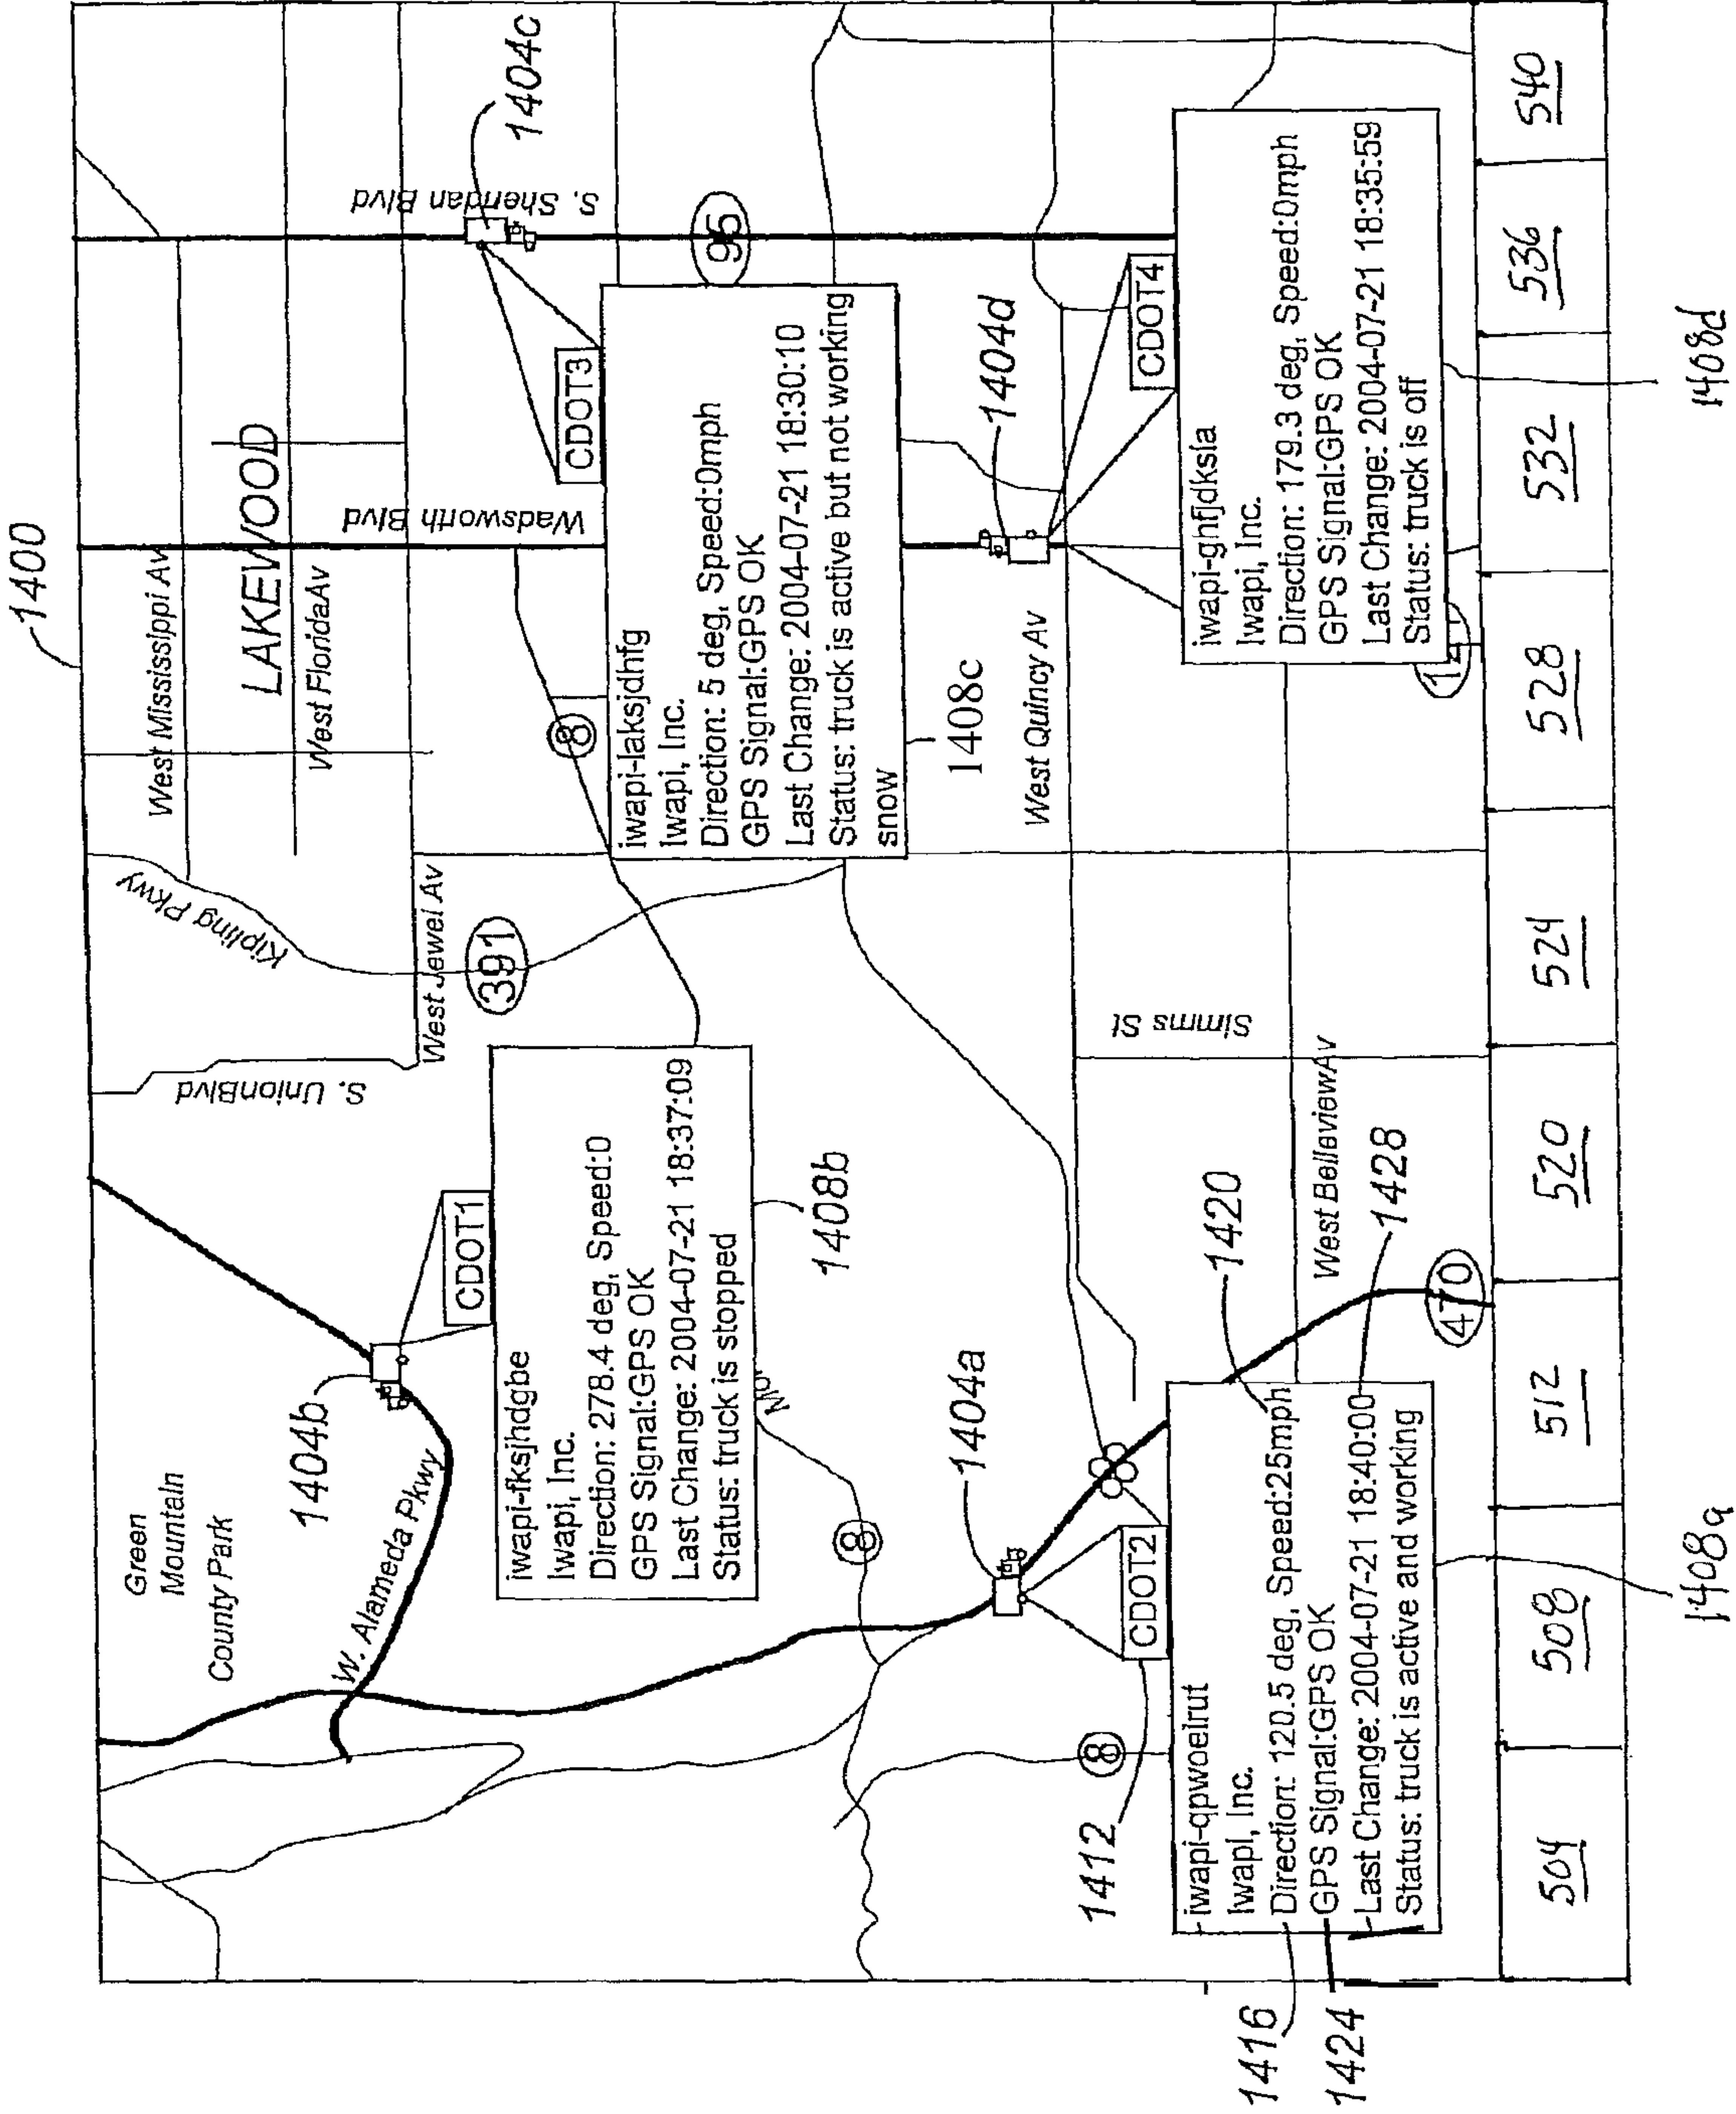 1400
West Mississippi Av
LAKEWOOD
West FloridaAv
Kipling Pkwy
S. UnionBlvd
West Jewel Av
Green
Mountain
County Park
W. Alameda Pkwy
1404b
391
8
Wadsworth Blvd
S. Sheridan Blvd
1404c
CDOT1
iwapi-fksjhdgbe
Iwapi, Inc.
Direction: 278.4 deg, Speed:0
GPS Signal:GPS OK
Last Change: 2004-07-21 18:37:09
Status: truck is stopped
1408b
CDOT3
iwapi-laksjdhfg
Iwapi, Inc.
Direction: 5 deg, Speed:0mph
GPS Signal:GPS OK
Last Change: 2004-07-21 18:30:10
Status: truck is active but not working
snow
1408c
95
8
1404a
1404d
West Quincy Av
8
1412
CDOT2
iwapi-qpwoeirut
Iwapi, Inc.
Direction: 120.5 deg, Speed:25mph
GPS Signal:GPS OK
Last Change: 2004-07-21 18:40:00
Status: truck is active and working
1416
1424
1420
1428
Simms St
West BelleviewAv
470
CDOT4
iwapi-ghfjdksla
Iwapi, Inc.
Direction: 179.3 deg, Speed:0mph
GPS Signal:GPS OK
Last Change: 2004-07-21 18:35:59
Status: truck is off
504
508
512
520
524
528
532
536
540
1408a
1408d